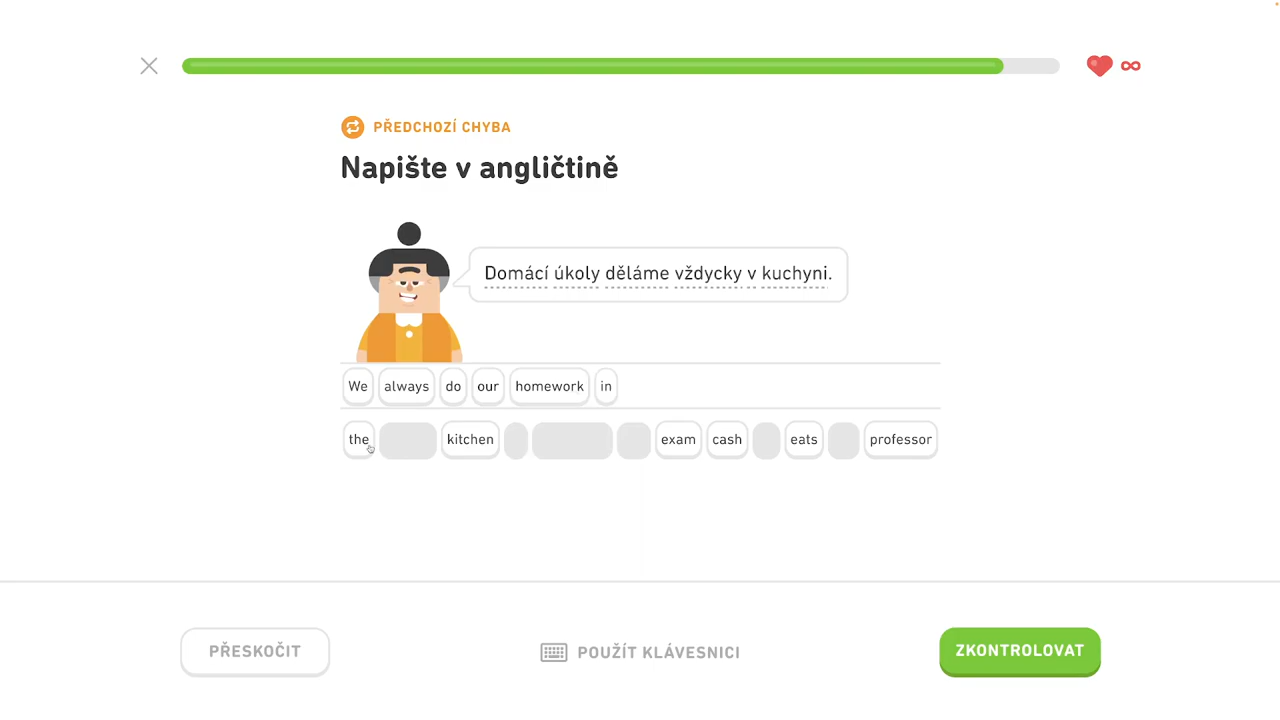 PŘEDCHOZÍ CHYBA
Napište v angličtině
Domácí úkoly děláme vždycky v kuchyni.
We always do our homework in
the kitchen exam cash eats professor
PŘESKOČIT POUŽÍT KLÁVESNICI ZKONTROLOVAT